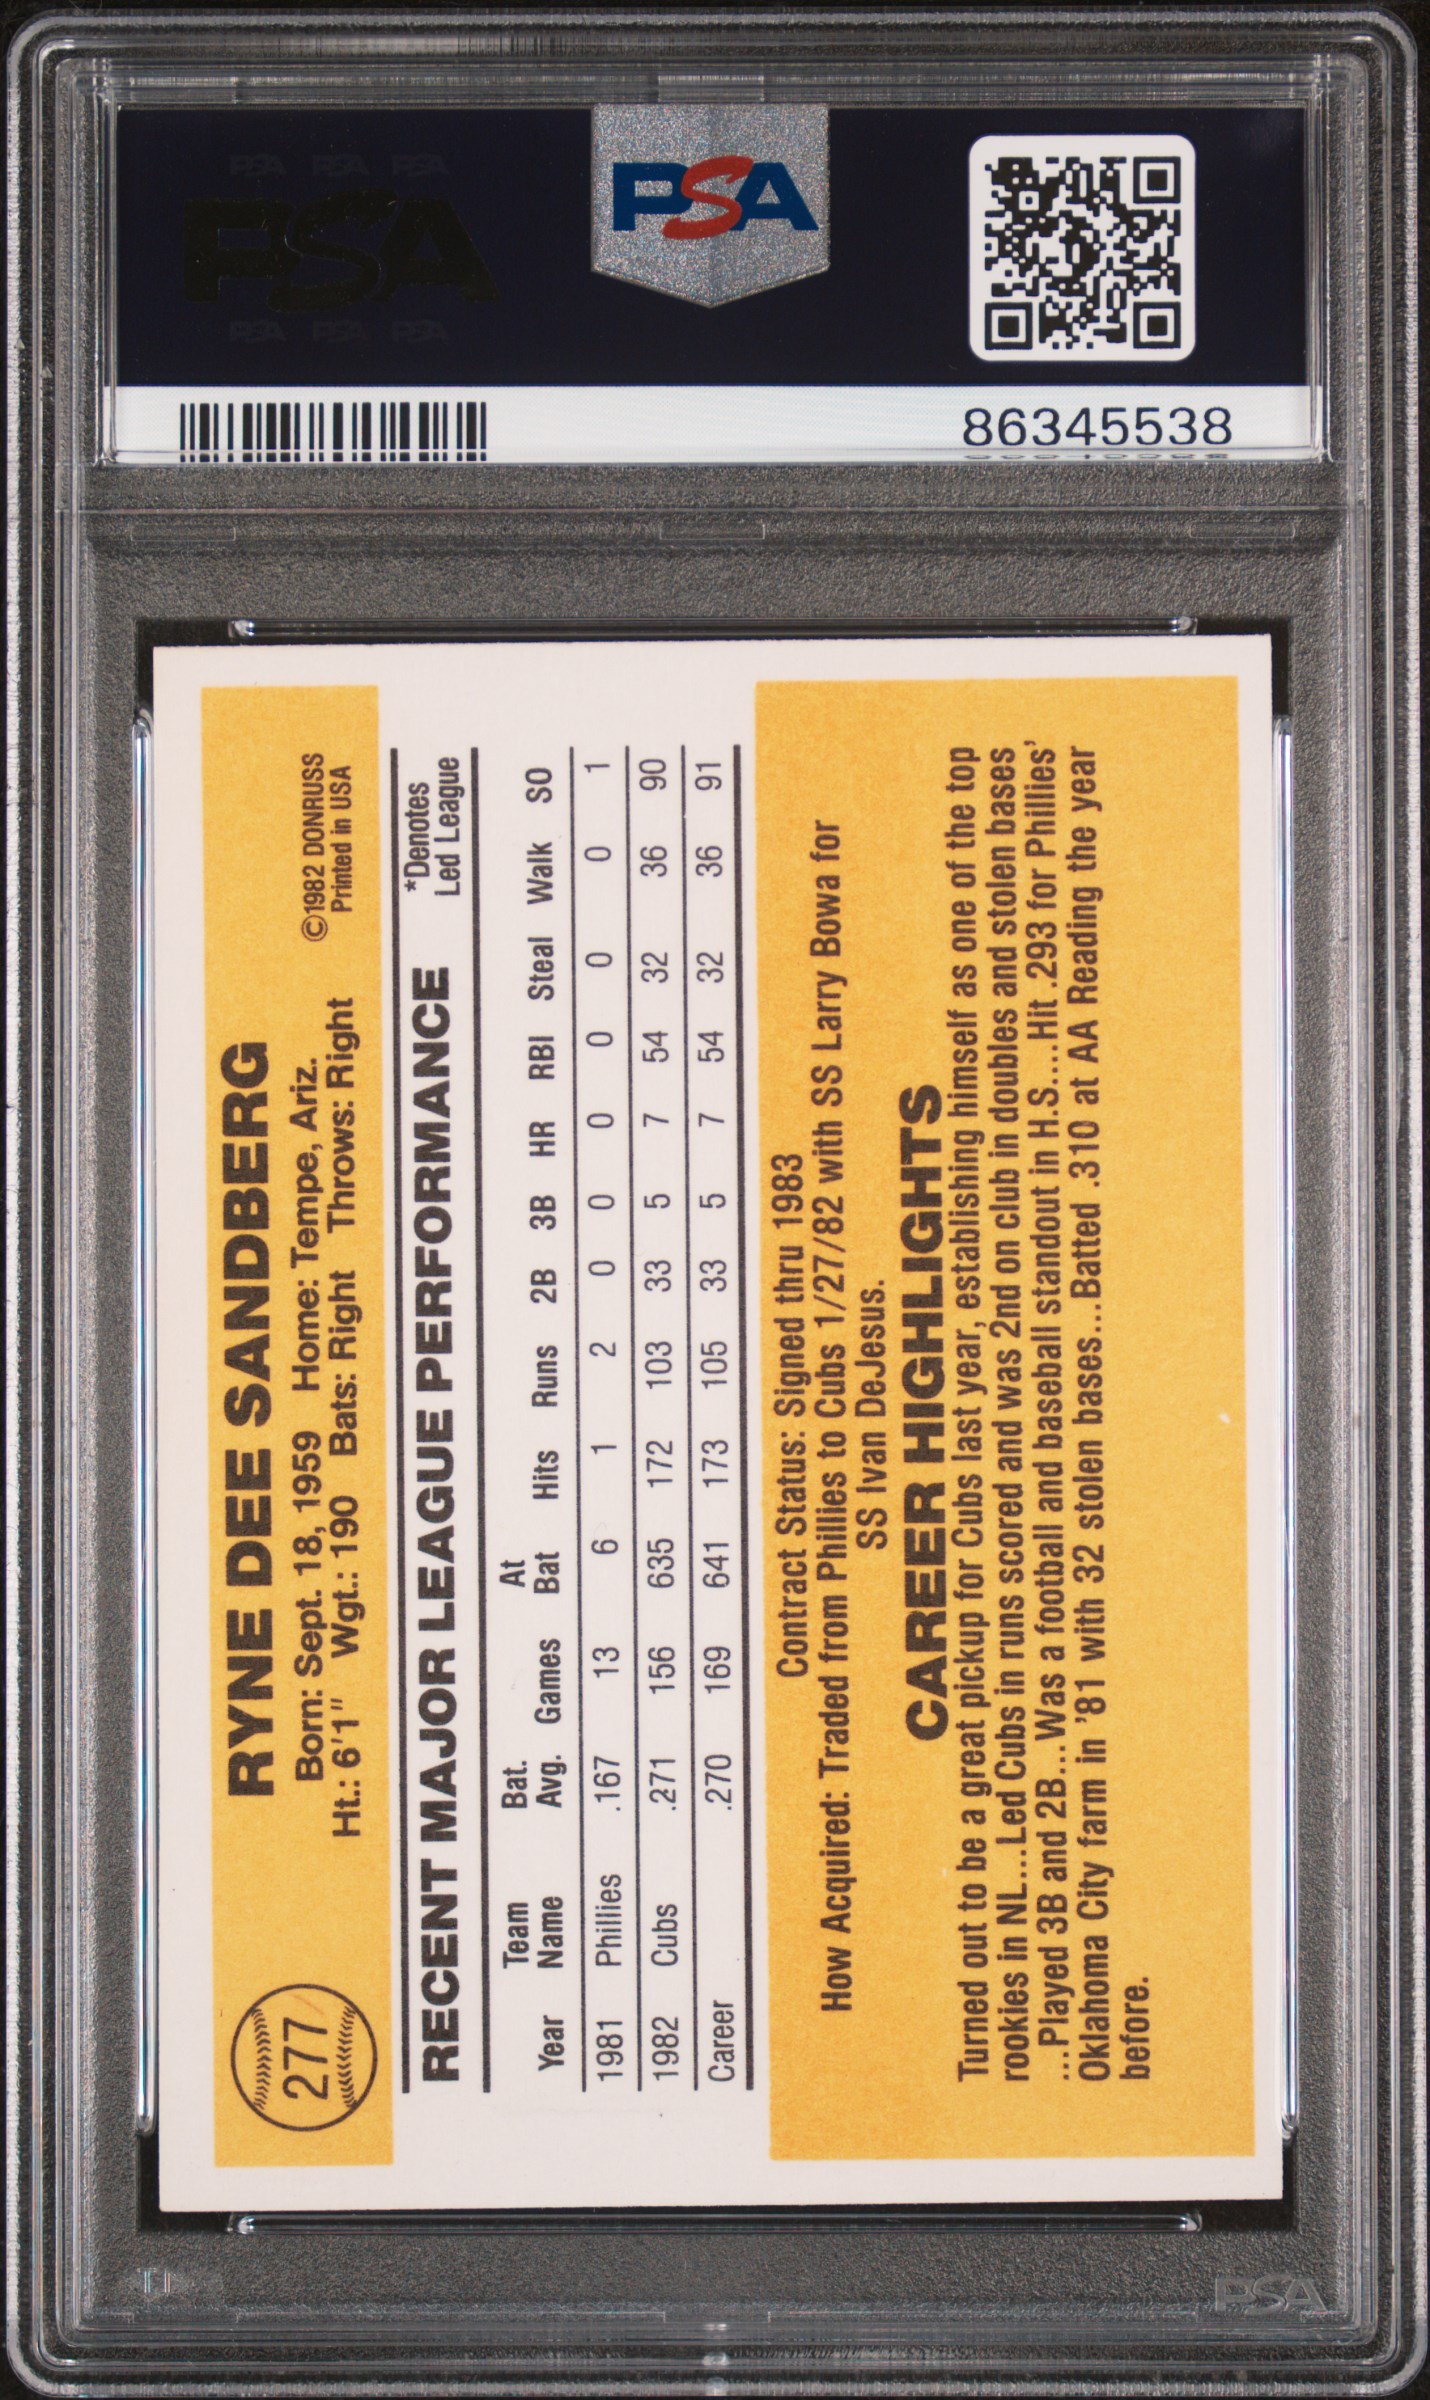 PSA PSA PSA
PSA
PSA PSA PSA
PSA
86345538
277
RYNE DEE SANDBERG
Born: Sept. 18, 1959 Home: Tempe, Ariz.
Ht.: 6'1" Wgt.: 190 Bats: Right Throws: Right
©1982 DONRUSS
Printed in USA
RECENT MAJOR LEAGUE PERFORMANCE
*Denotes
Led League
Year Team Name Bat. Avg. Games At Bat Hits Runs 2B 3B HR RBI Steal Walk SO
1981 Phillies .167 13 6 1 2 0 0 0 0 0 0 1
1982 Cubs .271 156 635 172 103 33 5 7 54 32 36 90
Career .270 169 641 173 105 33 5 7 54 32 36 91
Contract Status: Signed thru 1983
How Acquired: Traded from Phillies to Cubs 1/27/82 with SS Larry Bowa for
SS Ivan DeJesus.
CAREER HIGHLIGHTS
Turned out to be a great pickup for Cubs last year, establishing himself as one of the top
rookies in NL...Led Cubs in runs scored and was 2nd on club in doubles and stolen bases
...Played 3B and 2B...Was a football and baseball standout in H.S....Hit .293 for Phillies'
Oklahoma City farm in '81 with 32 stolen bases...Batted .310 at AA Reading the year
before.
PSA